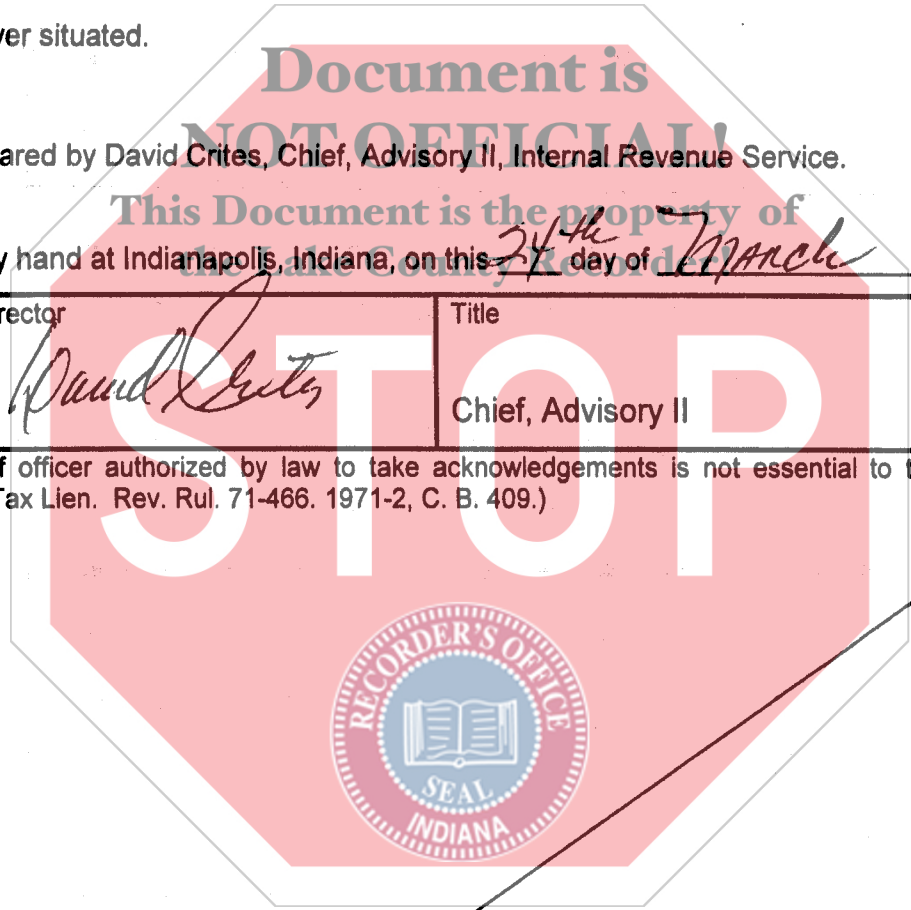 ver situated.
Document is
NOT OFFICIAL!
ared by David Crites, Chief, Advisory II, Internal Revenue Service.
This Document is the property of
the Lake County Recorder!
y hand at Indianapolis, Indiana, on this 24th day of March
rector
Title
David Crites
Chief, Advisory II
f officer authorized by law to take acknowledgements is not essential to t
Tax Lien. Rev. Rul. 71-466. 1971-2, C. B. 409.)
STOP
RECORDER'S OFFICE
SEAL
INDIANA